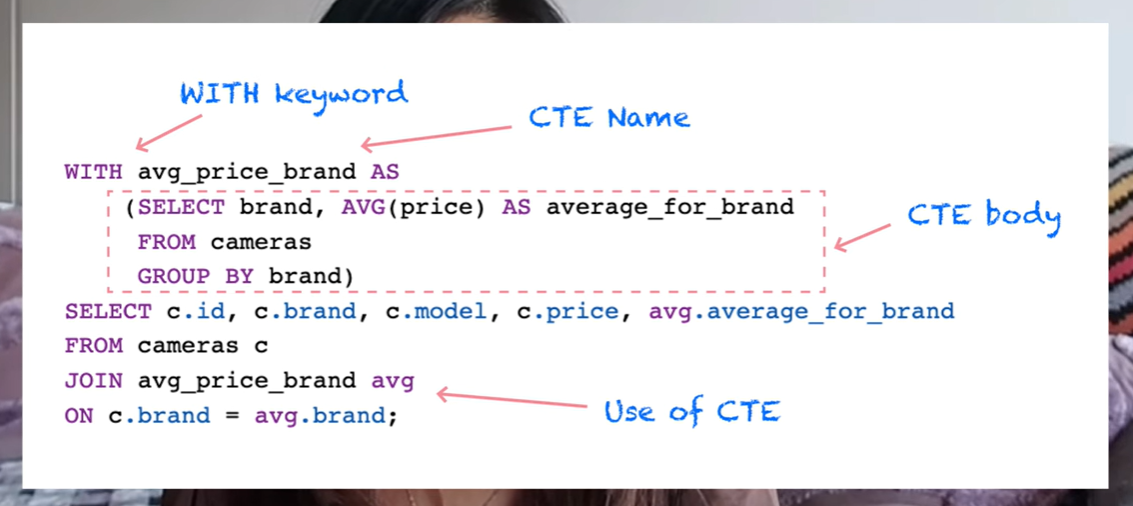 WITH keyword
CTE Name
WITH avg_price_brand AS
(SELECT brand, AVG(price) AS average_for_brand
CTE body
FROM cameras
GROUP BY brand)
SELECT c.id, c.brand, c.model, c.price, avg.average_for_brand
FROM cameras c
JOIN avg_price_brand avg
Use of CTE
ON c.brand = avg.brand;